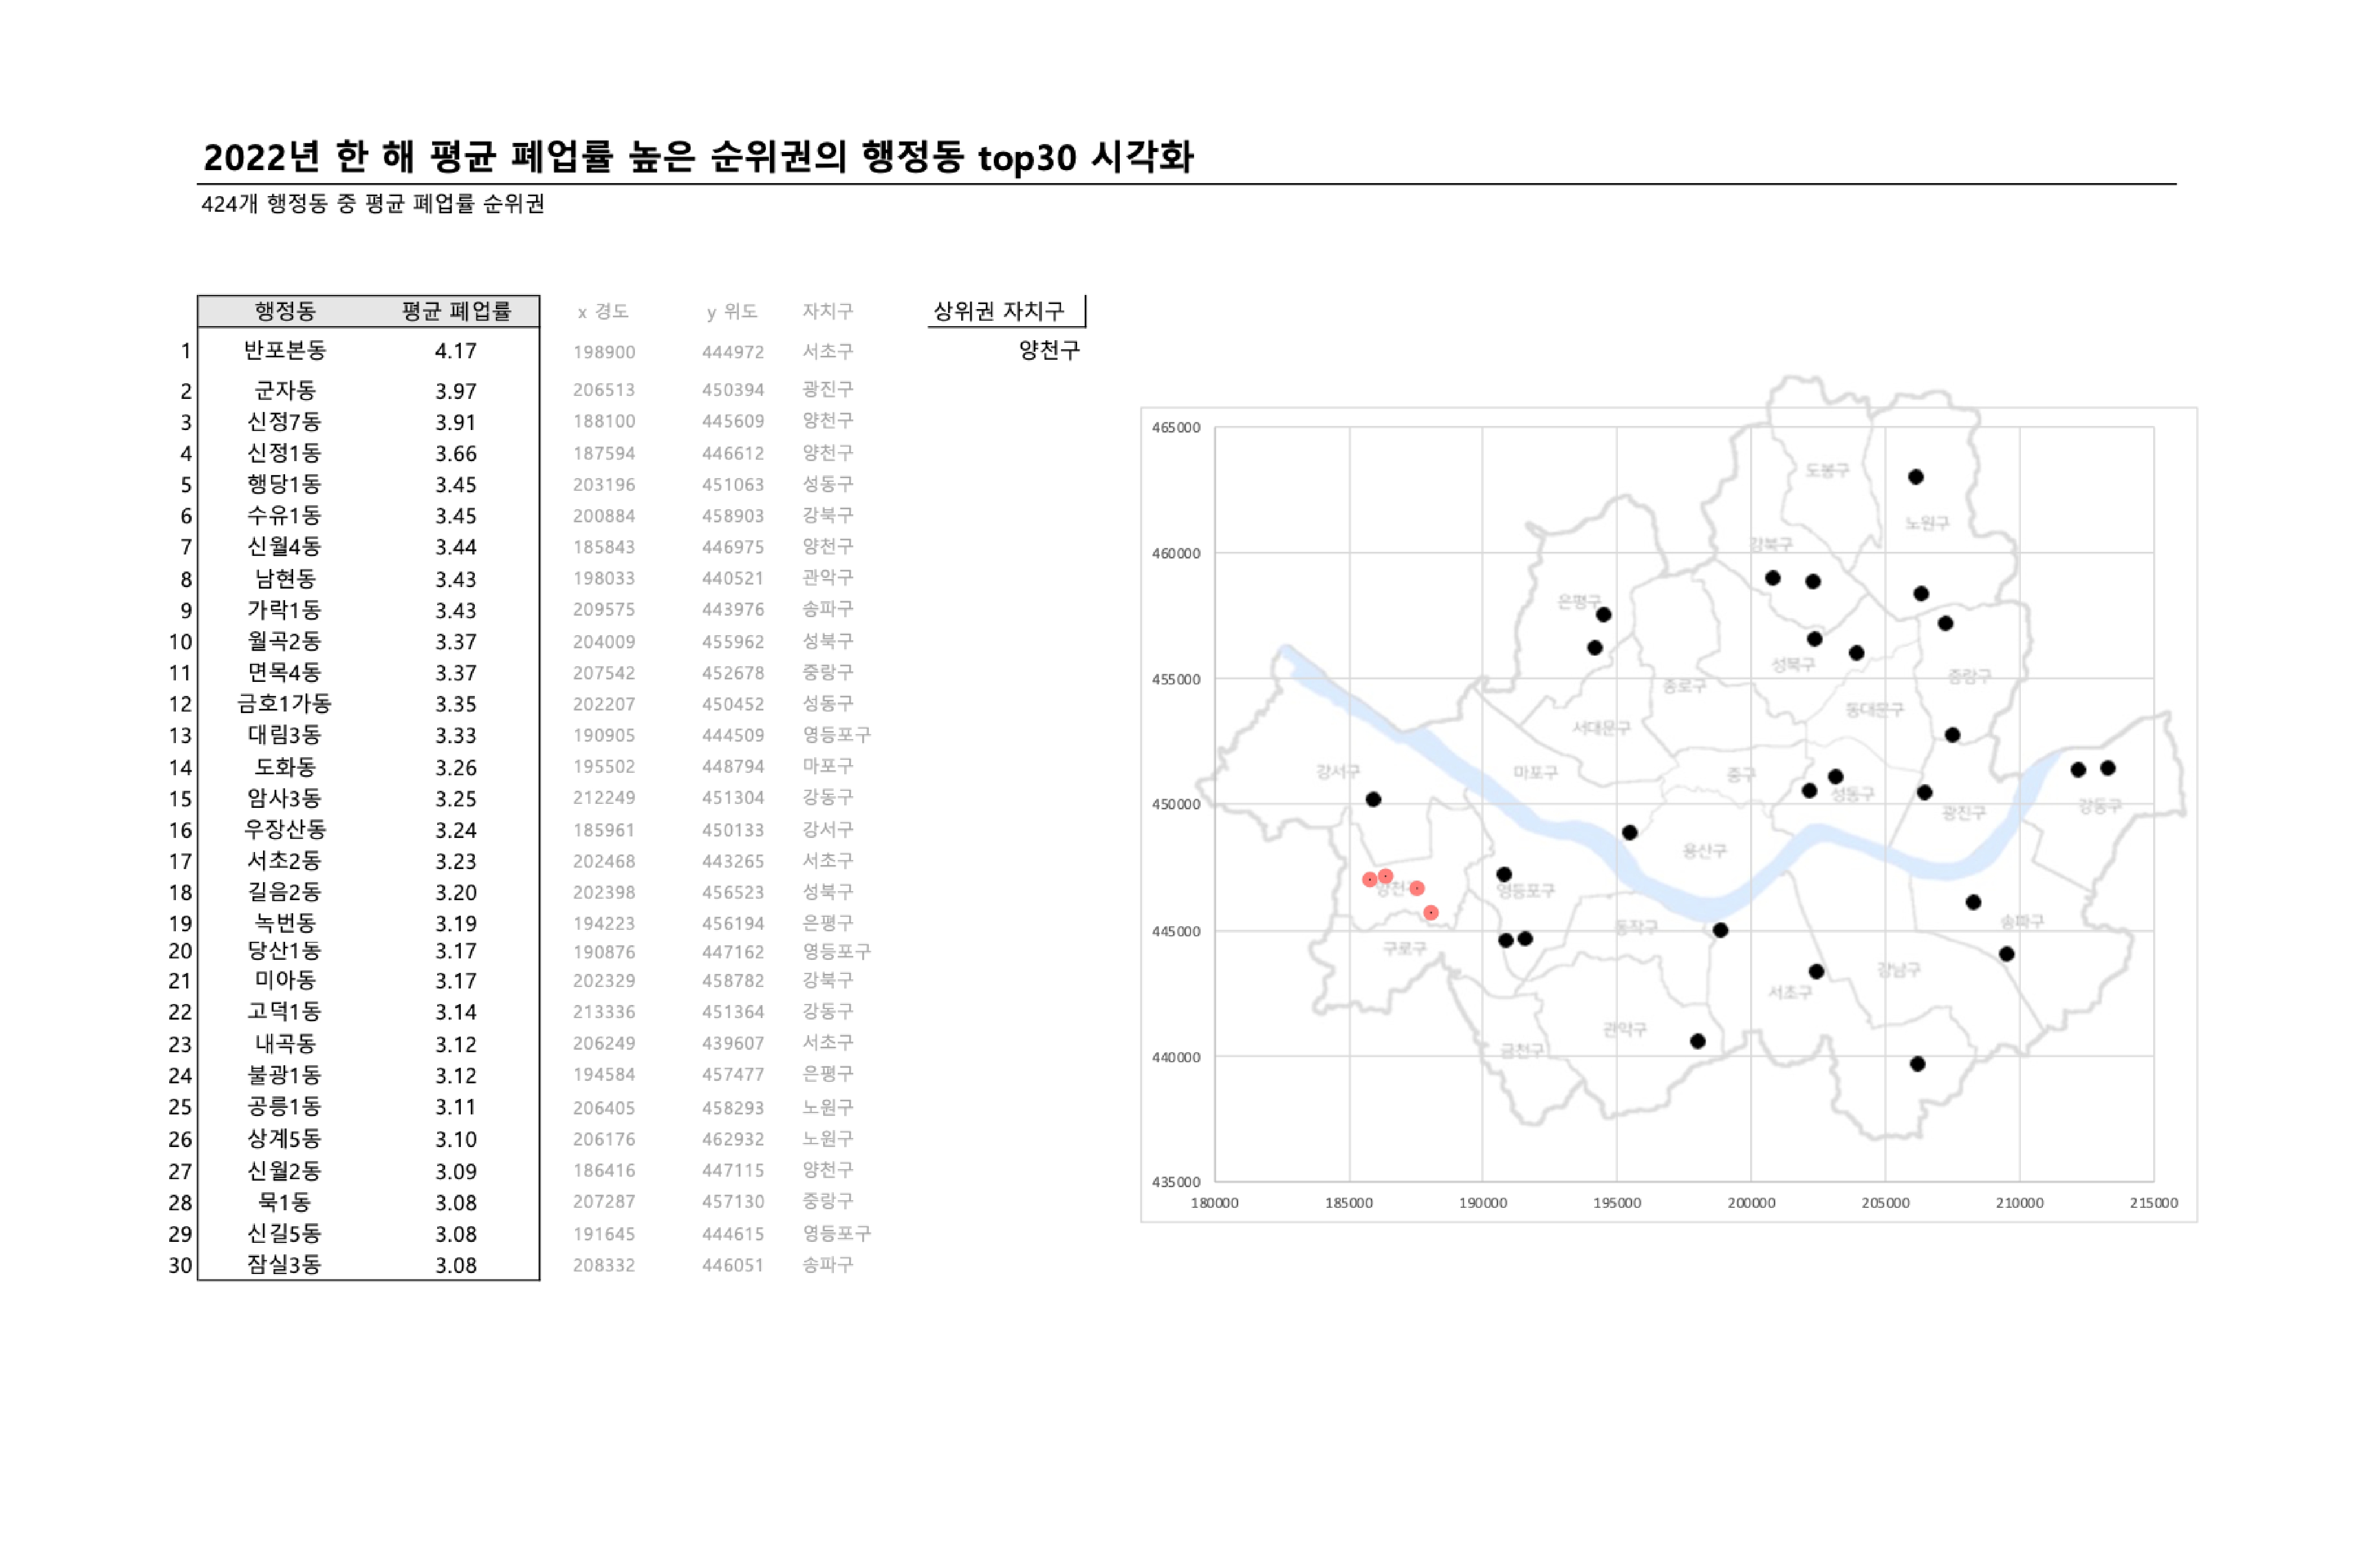 2022년 한 해 평균 폐업률 높은 순위권의 행정동 top30 시각화
424개 행정동 중 평균 폐업률 순위권
행정동 평균 폐업률 x 경도 y 위도 자치구 상위권 자치구
1 반포본동 4.17 198900 444972 서초구 양천구
2 군자동 3.97 206513 450394 광진구
3 신정7동 3.91 188100 445609 양천구
4 신정1동 3.66 187594 446612 양천구
5 행당1동 3.45 203196 451063 성동구
6 수유1동 3.45 200884 458903 강북구
7 신월4동 3.44 185843 446975 양천구
8 남현동 3.43 198033 440521 관악구
9 가락1동 3.43 209575 443976 송파구
10 월곡2동 3.37 204009 455962 성북구
11 면목4동 3.37 207542 452678 중랑구
12 금호1가동 3.35 202207 450452 성동구
13 대림3동 3.33 190905 444509 영등포구
14 도화동 3.26 195502 448794 마포구
15 암사3동 3.25 212249 451304 강동구
16 우장산동 3.24 185961 450133 강서구
17 서초2동 3.23 202468 443265 서초구
18 길음2동 3.20 202398 456523 성북구
19 녹번동 3.19 194223 456194 은평구
20 당산1동 3.17 190876 447162 영등포구
21 미아동 3.17 202329 458782 강북구
22 고덕1동 3.14 213336 451364 강동구
23 내곡동 3.12 206249 439607 서초구
24 불광1동 3.12 194584 457477 은평구
25 공릉1동 3.11 206405 458293 노원구
26 상계5동 3.10 206176 462932 노원구
27 신월2동 3.09 186416 447115 양천구
28 묵1동 3.08 207287 457130 중랑구
29 신길5동 3.08 191645 444615 영등포구
30 잠실3동 3.08 208332 446051 송파구
465000
도봉구
노원구
강북구
460000
은평구
성북구
중랑구
455000
종로구
동대문구
서대문구
강서구
마포구
중구
성동구
강동구
450000
광진구
용산구
양천구
영등포구
송파구
동작구
445000
구로구
강남구
서초구
관악구
금천구
440000
435000
180000 185000 190000 195000 200000 205000 210000 215000